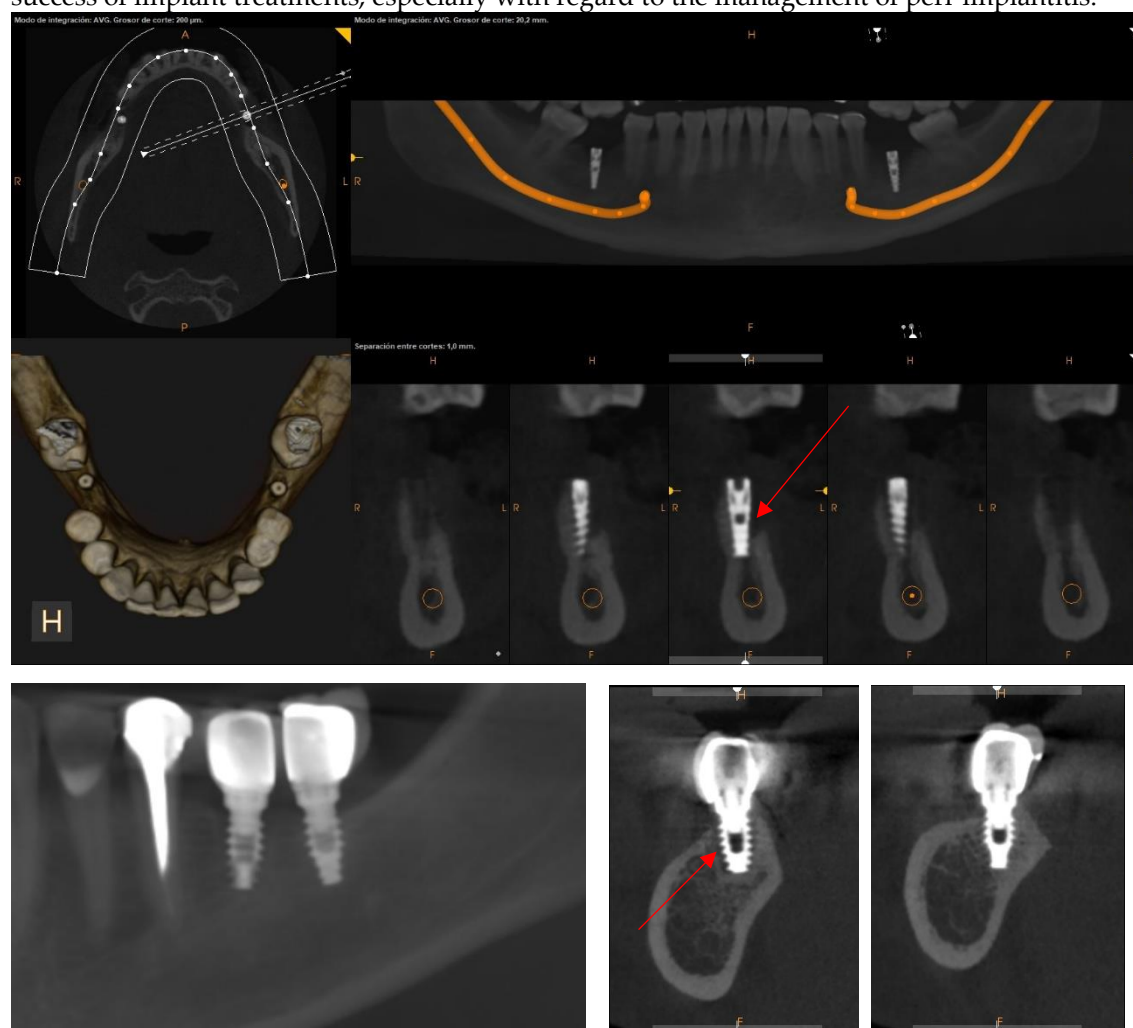 success of implant treatments, especially with regard to the management of peri-implantitis.
Modo de integración: AVG. Grosor de corte: 200 µm.
Modo de integración: AVG. Grosor de corte: 20,2 mm.
A
H
R
L
R
P
F
Separación entre cortes: 1,0 mm.
H
H
H
H
H
R
L
R
L
R
L
R
L
R
L
H
F
F
F
F
F
H
H
F
F